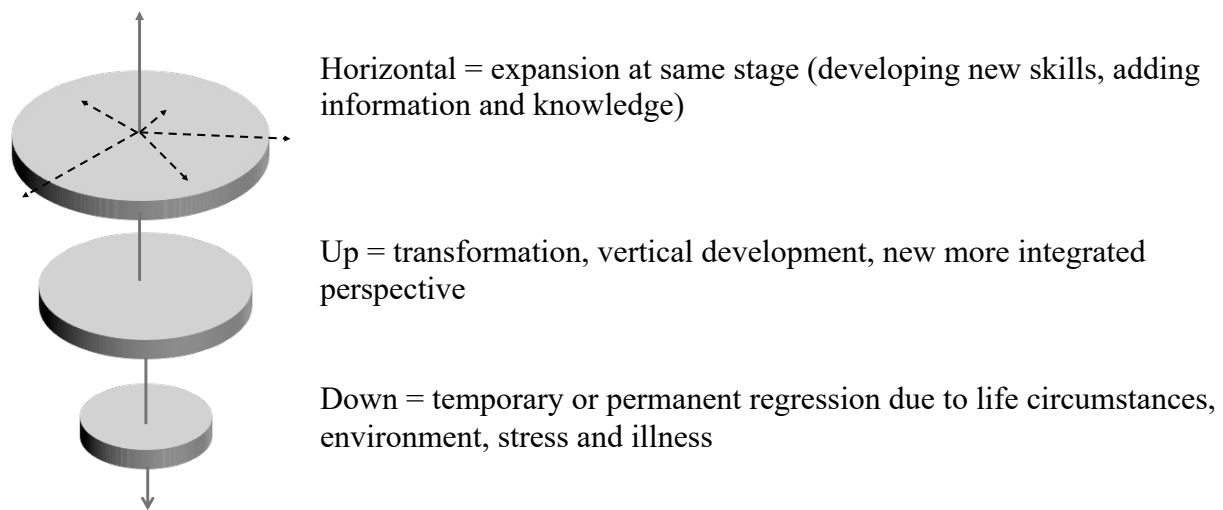 Horizontal = expansion at same stage (developing new skills, adding
information and knowledge)
Up = transformation, vertical development, new more integrated
perspective
Down = temporary or permanent regression due to life circumstances,
environment, stress and illness